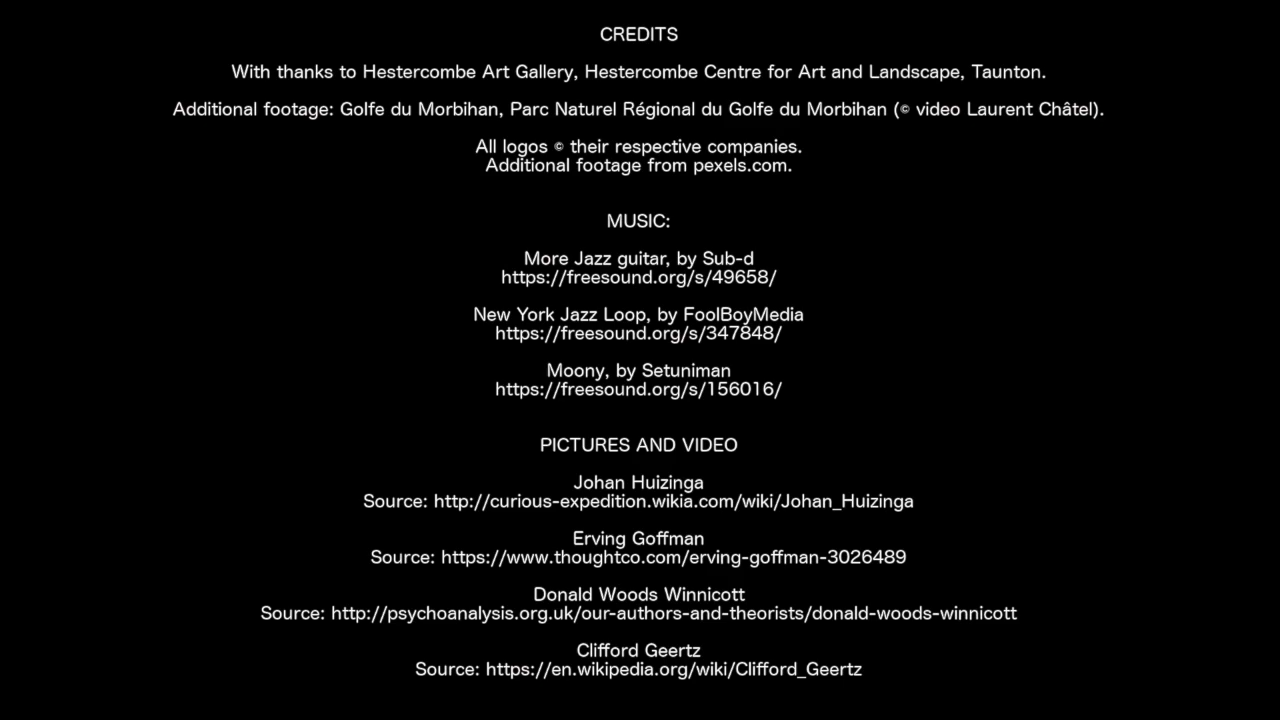 CREDITS
With thanks to Hestercombe Art Gallery, Hestercombe Centre for Art and Landscape, Taunton.
Additional footage: Golfe du Morbihan, Parc Naturel Régional du Golfe du Morbihan (© video Laurent Châtel).
All logos © their respective companies.
Additional footage from pexels.com.
MUSIC:
More Jazz guitar, by Sub-d
https://freesound.org/s/49658/
New York Jazz Loop, by FoolBoyMedia
https://freesound.org/s/347848/
Moony, by Setuniman
https://freesound.org/s/156016/
PICTURES AND VIDEO
Johan Huizinga
Source: http://curious-expedition.wikia.com/wiki/Johan_Huizinga
Erving Goffman
Source: https://www.thoughtco.com/erving-goffman-3026489
Donald Woods Winnicott
Source: http://psychoanalysis.org.uk/our-authors-and-theorists/donald-woods-winnicott
Clifford Geertz
Source: https://en.wikipedia.org/wiki/Clifford_Geertz